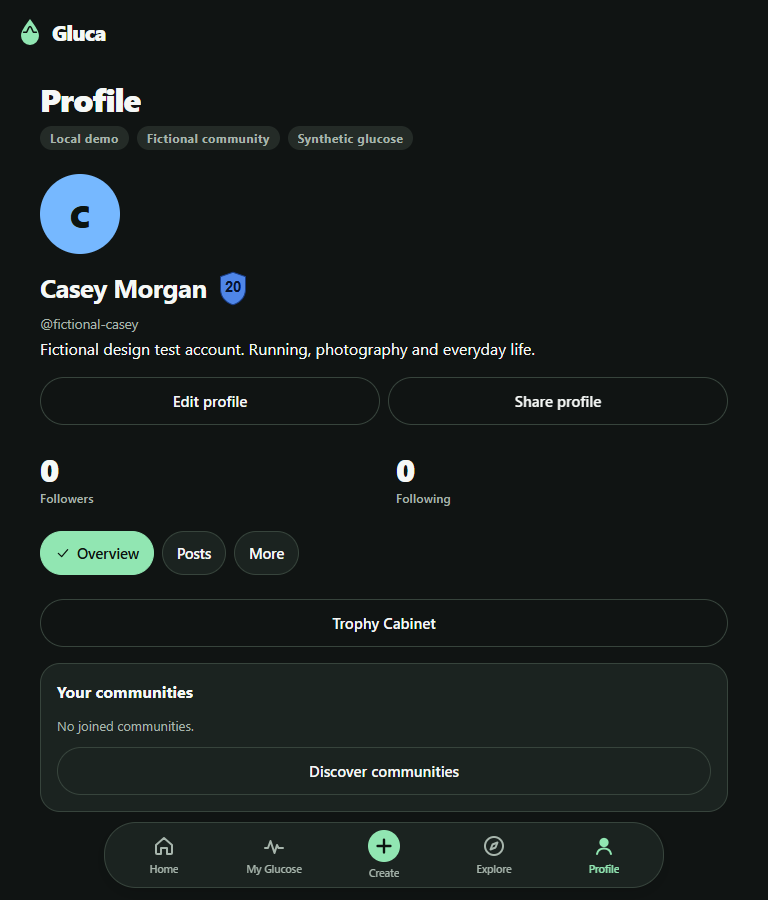 Gluca
Profile
Local demo
Fictional community
Synthetic glucose
C
Casey Morgan
20
@fictional-casey
Fictional design test account. Running, photography and everyday life.
Edit profile
Share profile
0
Followers
0
Following
Overview
Posts
More
Trophy Cabinet
Your communities
No joined communities.
Discover communities
Home
My Glucose
Create
Explore
Profile